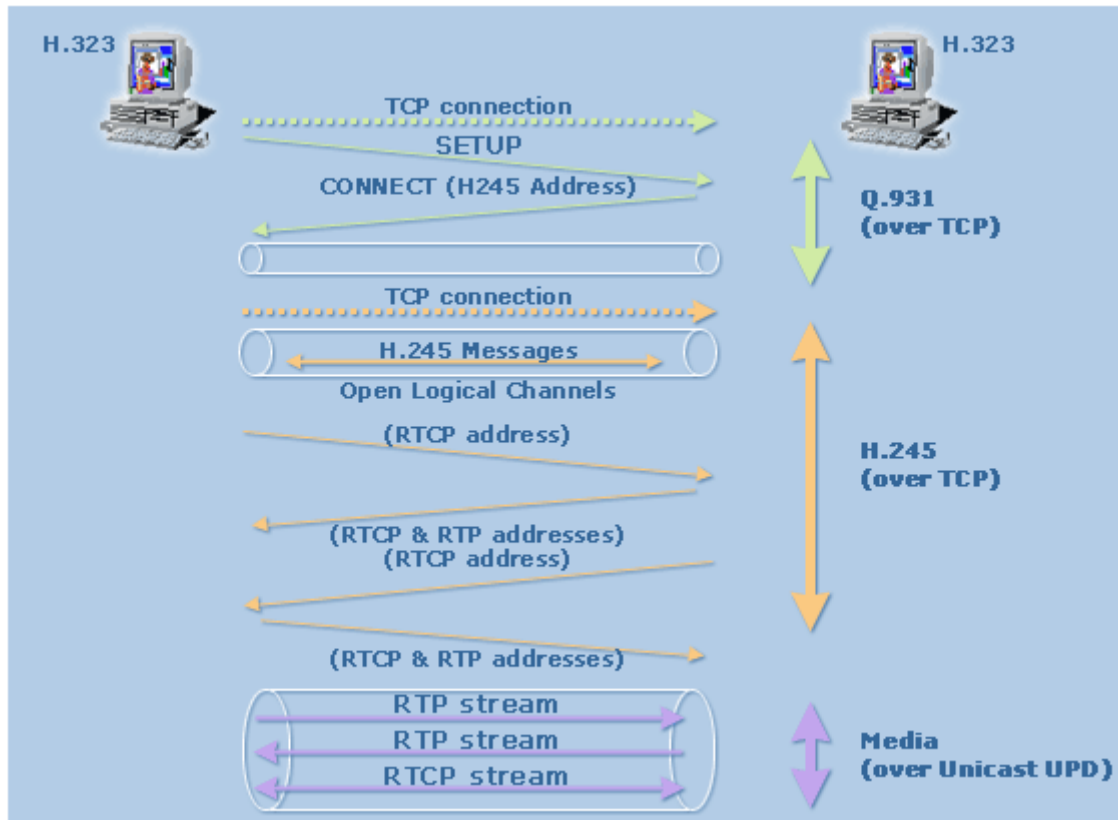 H.323
H.323
TCP connection
SETUP
CONNECT (H245 Address)
Q.931
(over TCP)
TCP connection
H.245 Messages
Open Logical Channels
(RTCP address)
H.245
(over TCP)
(RTCP & RTP addresses)
(RTCP address)
(RTCP & RTP addresses)
RTP stream
RTP stream
RTCP stream
Media
(over Unicast UPD)